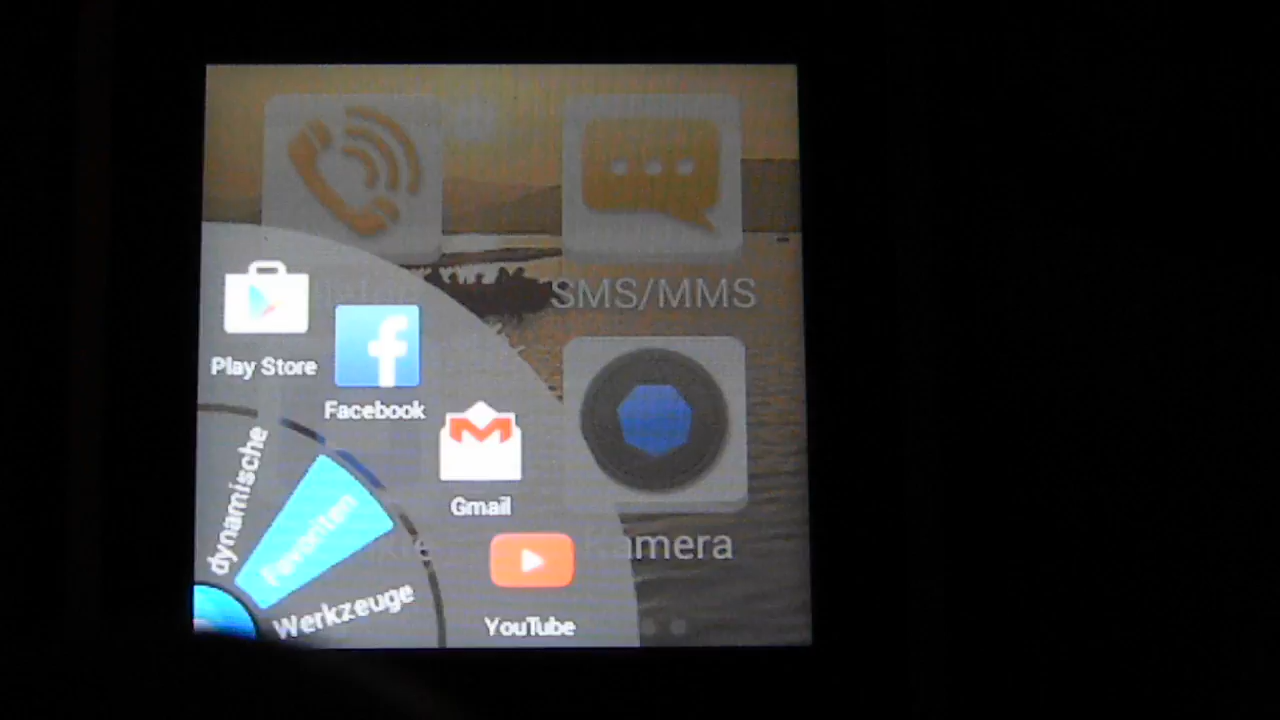 SMS/MMS
Play Store
Facebook
Gmail
Kamera
YouTube
dynamische
Favoriten
Werkzeuge